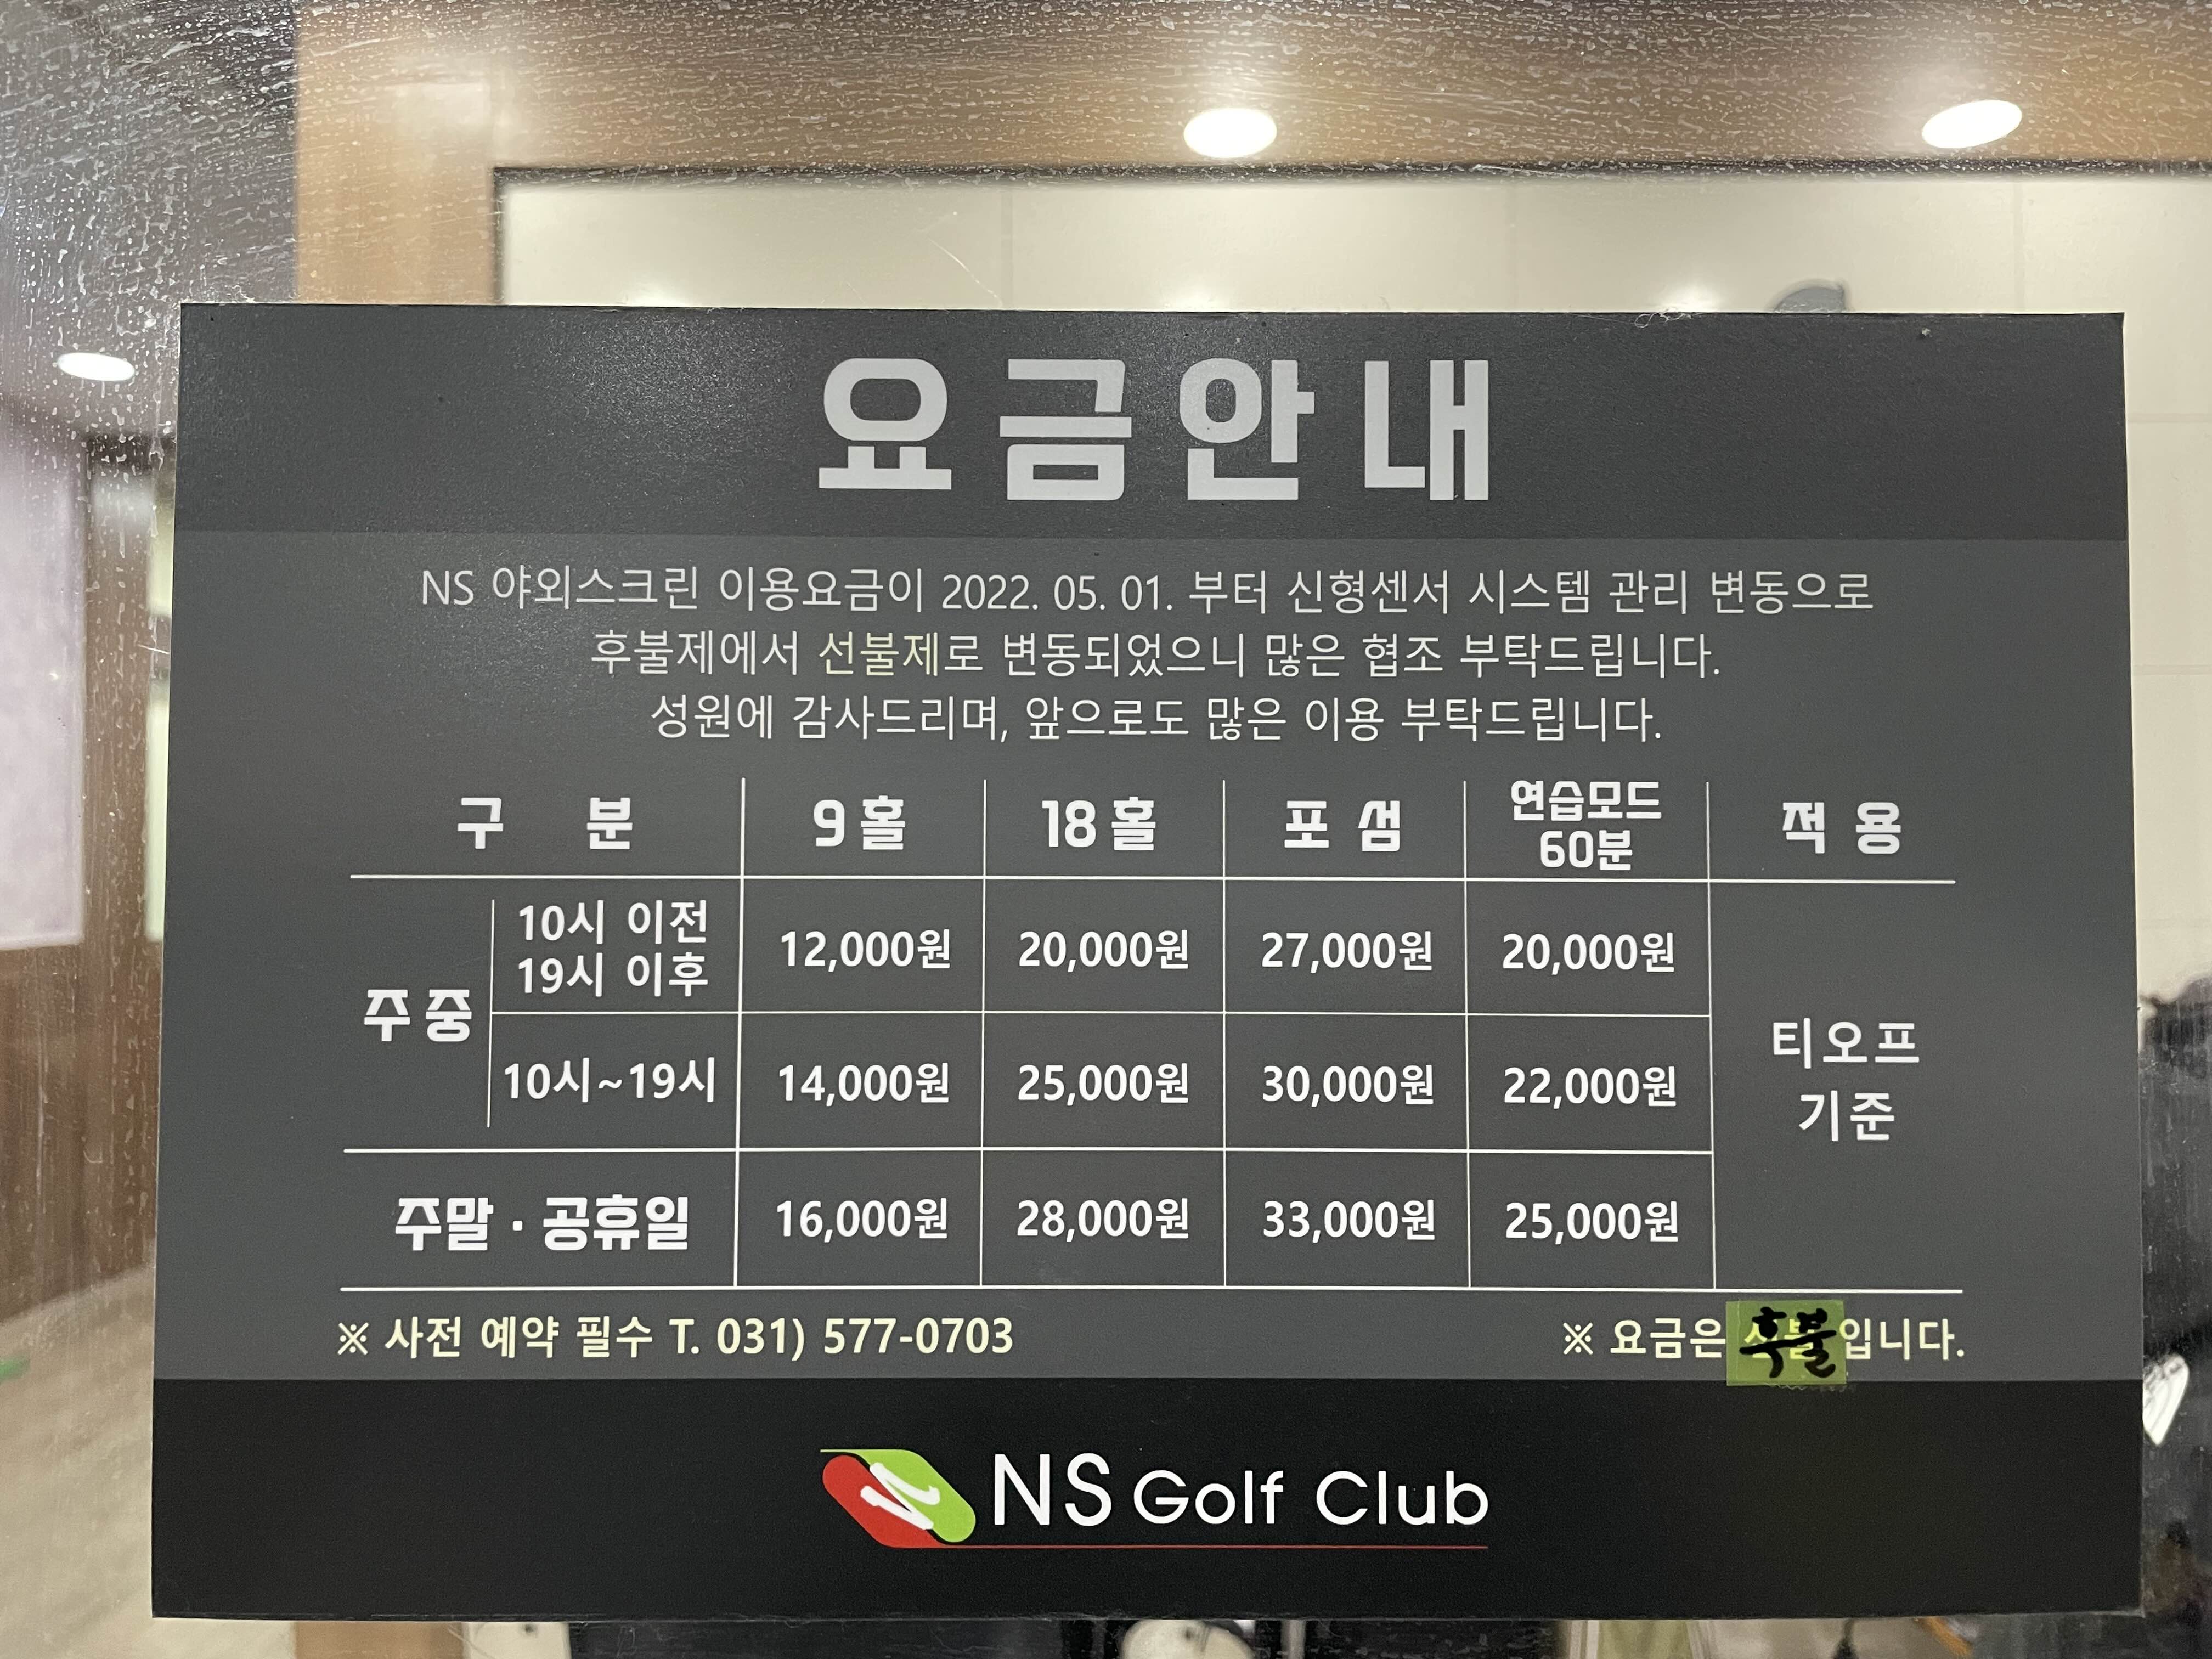 요금안내
NS 야외스크린 이용요금이 2022. 05. 01. 부터 신형센서 시스템 관리 변동으로
후불제에서 선불제로 변동되었으니 많은 협조 부탁드립니다.
성원에 감사드리며, 앞으로도 많은 이용 부탁드립니다.
구 분 9홀 18홀 포 섬 연습모드 60분 적 용
주중 10시 이전 19시 이후 12,000원 20,000원 27,000원 20,000원
10시~19시 14,000원 25,000원 30,000원 22,000원
티오프
기준
주말 · 공휴일 16,000원 28,000원 33,000원 25,000원
※ 사전 예약 필수 T. 031) 577-0703
※ 요금은 후불 입니다.
NS Golf Club